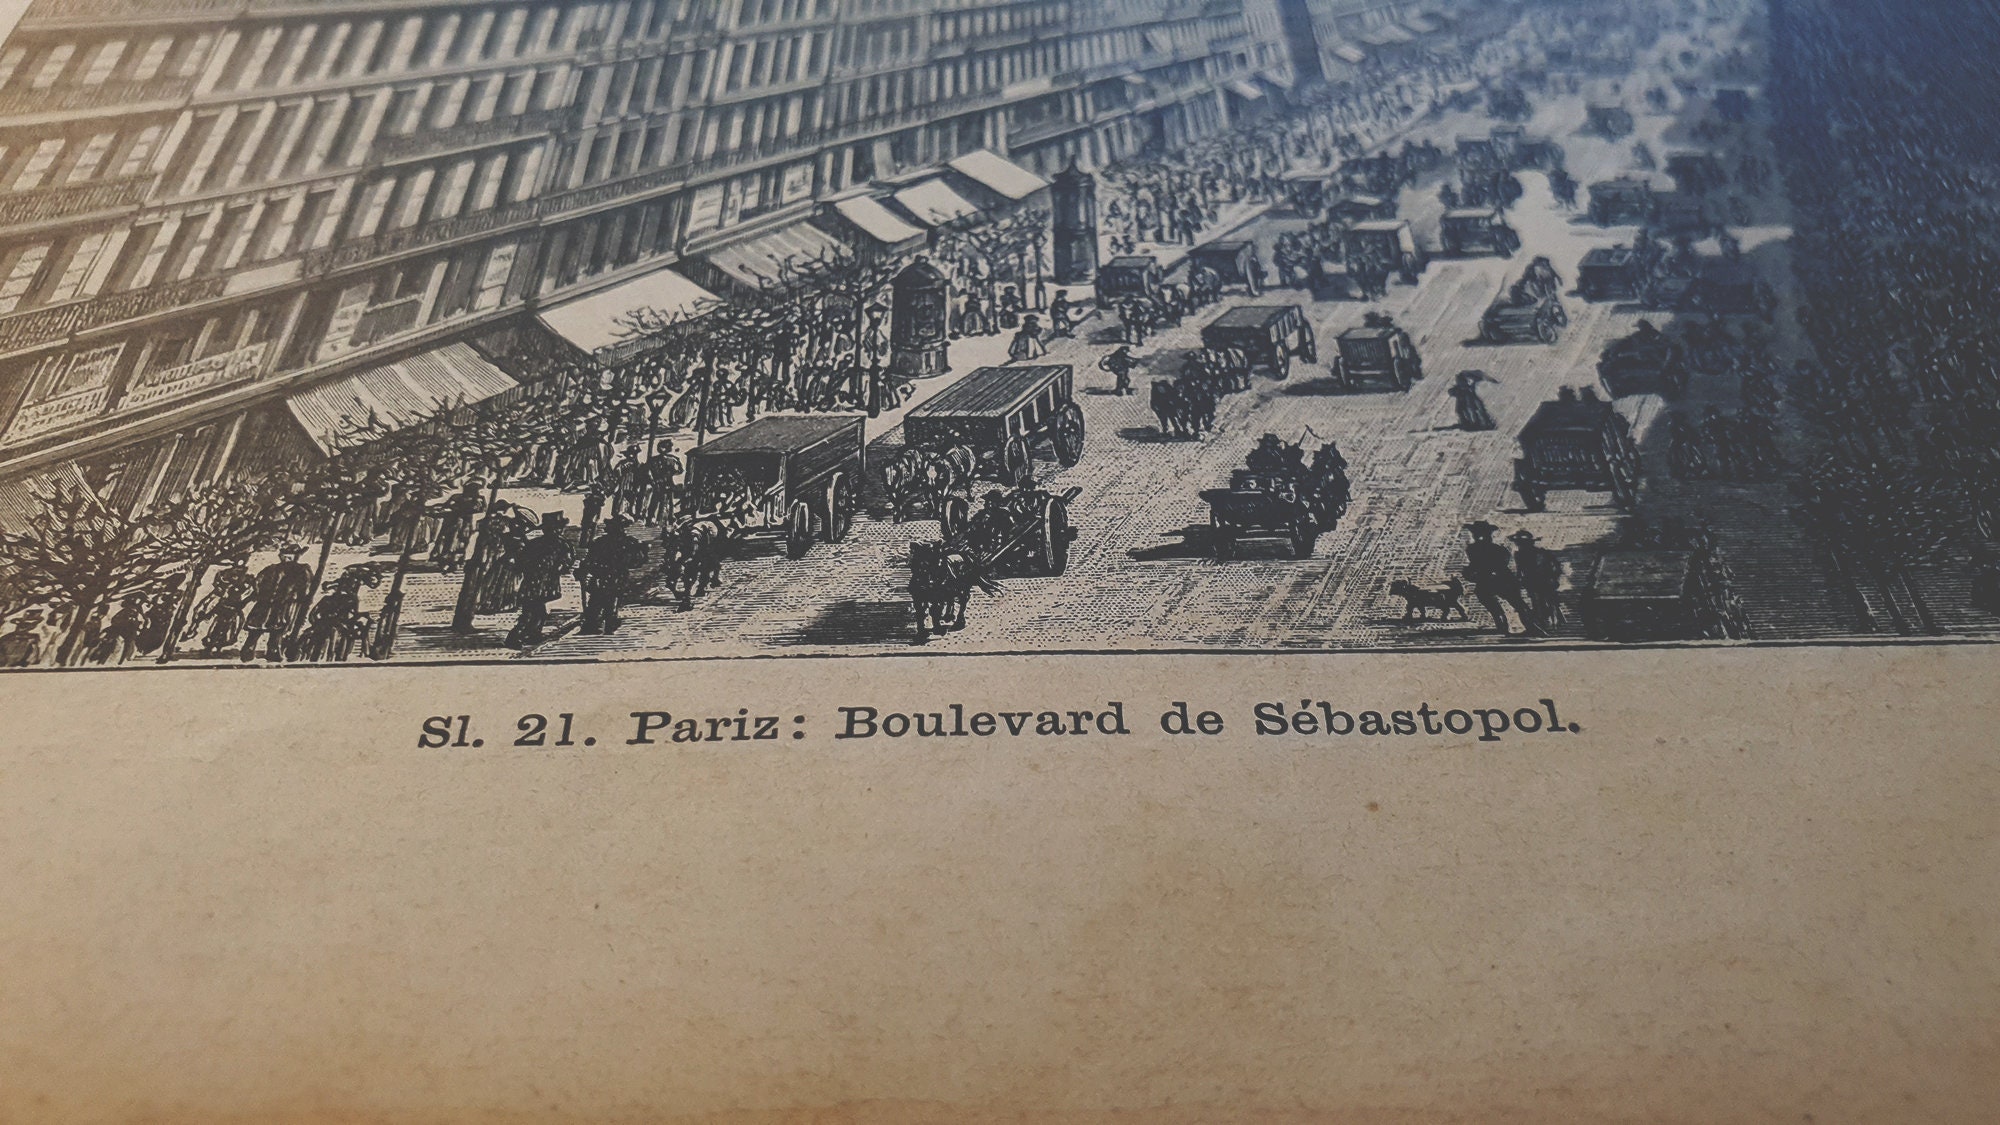 Sl. 21. Pariz: Boulevard de Sébastopol.